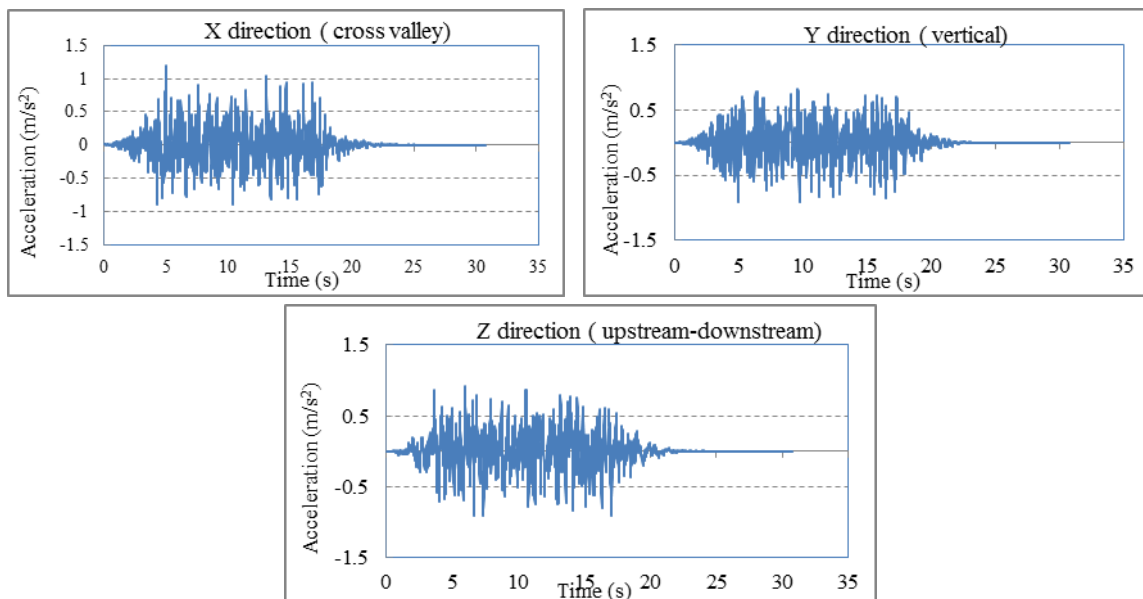 X direction ( cross valley)
1.5
1
0.5
0
-0.5
-1
-1.5
Acceleration (m/s²)
0 5 10 15 20 25 30 35
Time (s)
Y direction ( vertical)
1.5
0.5
-0.5
-1.5
Acceleration (m/s²)
0 5 10 15 20 25 30 35
Time (s)
Z direction ( upstream-downstream)
1.5
0.5
-0.5
-1.5
Acceleration (m/s²)
0 5 10 15 20 25 30 35
Time (s)